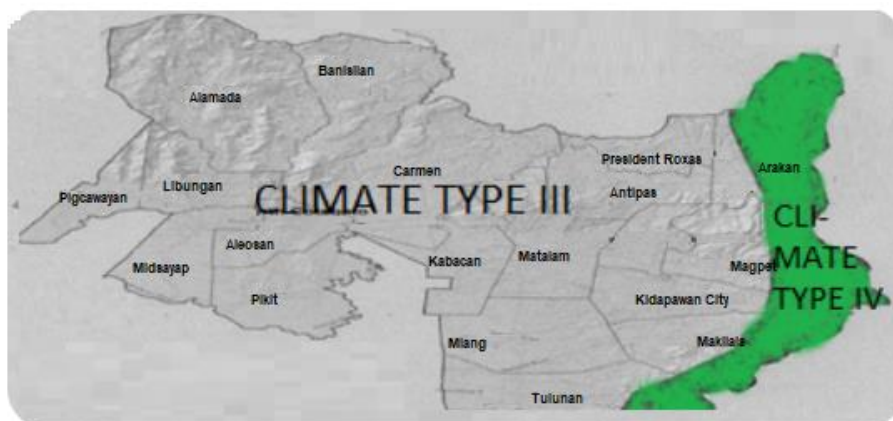 Banisilan
Alamada
President Roxas
Carmen
Arakan
Libungan
Pigcawayan
CLIMATE TYPE III
Antipas
CLI-
MATE
TYPE IV
Aleosan
Midsayap
Kabacan
Matalam
Magpet
Pikit
Kidapawan City
Mlang
Makilala
Tulunan